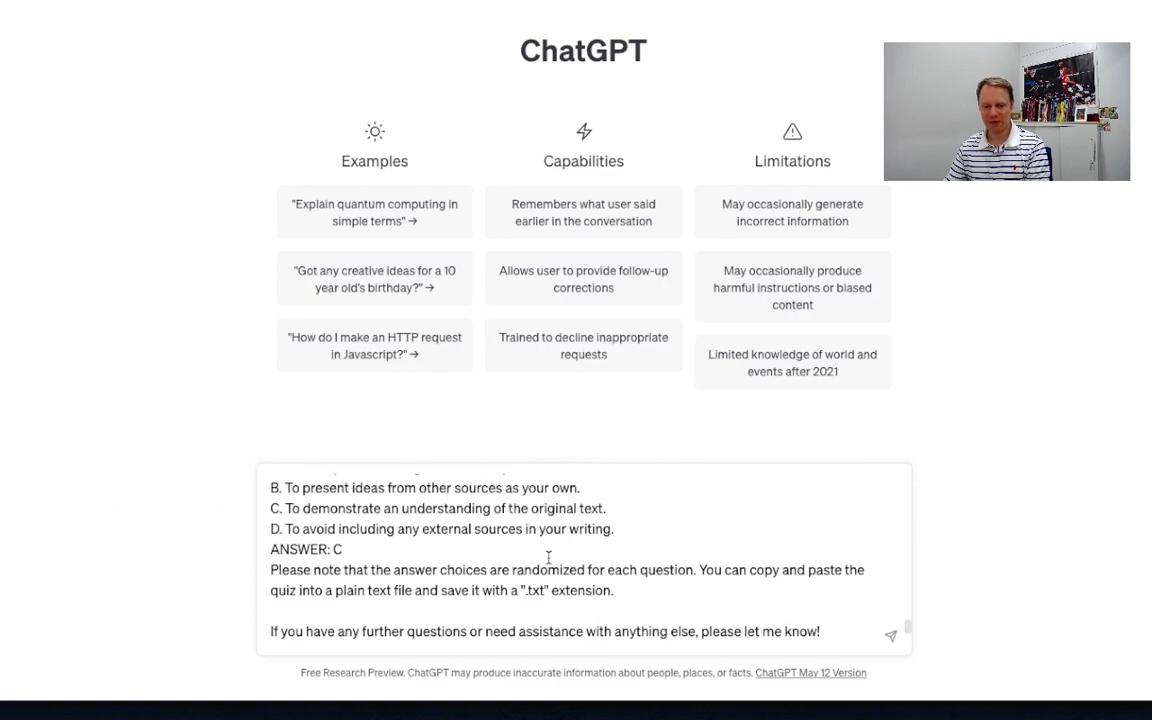 ChatGPT
Examples
Capabilities
Limitations
"Explain quantum computing in
simple terms" →
Remembers what user said
earlier in the conversation
May occasionally generate
incorrect information
"Got any creative ideas for a 10
year old's birthday?" →
Allows user to provide follow-up
corrections
May occasionally produce
harmful instructions or biased
content
"How do I make an HTTP request
in Javascript?" →
Trained to decline inappropriate
requests
Limited knowledge of world and
events after 2021
B. To present ideas from other sources as your own.
C. To demonstrate an understanding of the original text.
D. To avoid including any external sources in your writing.
ANSWER: C
Please note that the answer choices are randomized for each question. You can copy and paste the
quiz into a plain text file and save it with a ".txt" extension.
If you have any further questions or need assistance with anything else, please let me know!
Free Research Preview. ChatGPT may produce inaccurate information about people, places, or facts. ChatGPT May 12 Version